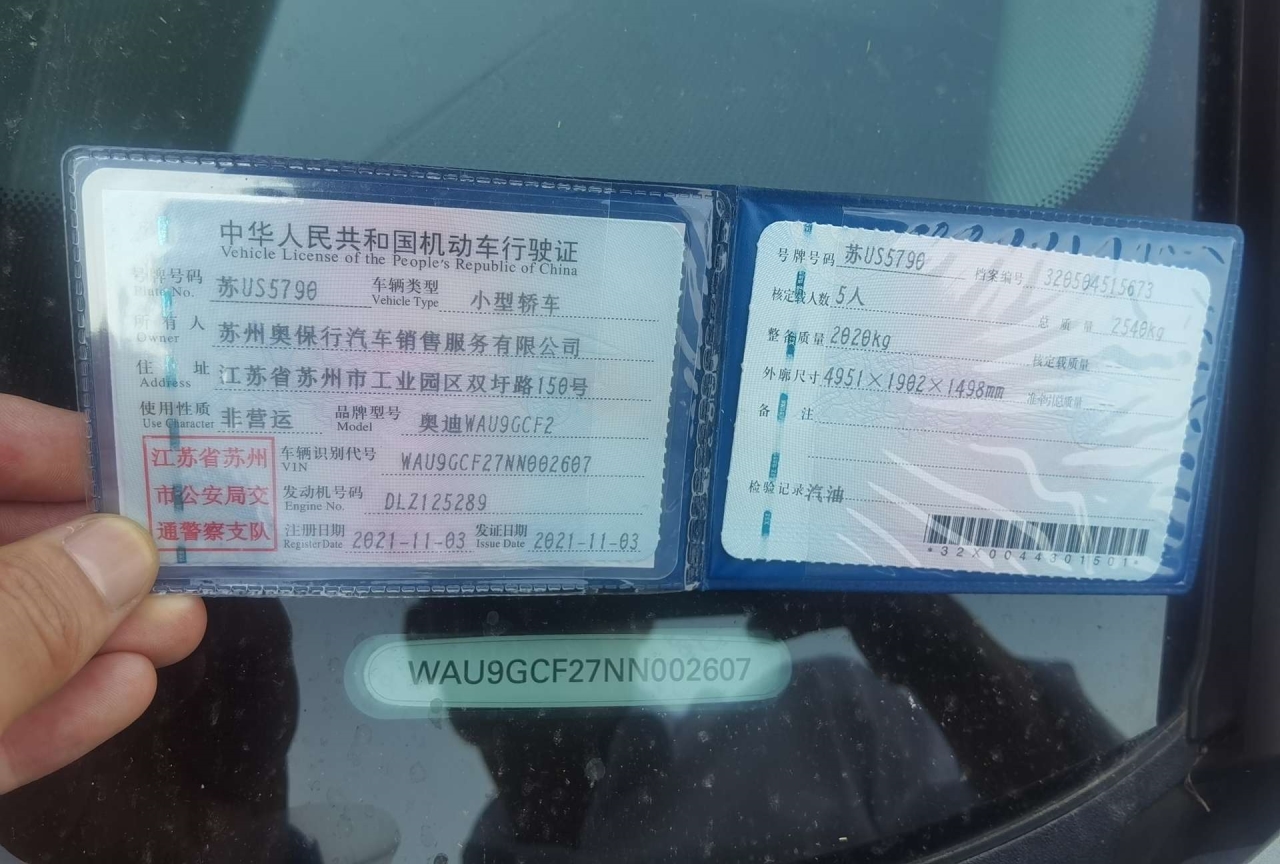 中华人民共和国机动车行驶证
Vehicle License of the People's Republic of China
号牌号码 苏US5790 车辆类型 小型轿车
Plate No. Vehicle Type
所有人 苏州奥保行汽车销售服务有限公司
Owner
住址 江苏省苏州市工业园区双圩路150号
Address
使用性质 非营运 品牌型号 奥迪WAU9GCF2
Use Character Model
江苏省苏州
市公安局交
通警察支队
车辆识别代号 WAU9GCF27NN002607
VIN
发动机号码 DLZ125289
Engine No.
注册日期 2021-11-03 发证日期 2021-11-03
Register Date Issue Date
号牌号码 苏US5790 档案编号 320504515673
核定载人数 5人 总质量 2540kg
整备质量 2020kg 核定载质量 --
外廓尺寸 4951×1902×1498mm 准牵引总质量 --
备注
检验记录 汽油
*32X0044301501*
WAU9GCF27NN002607